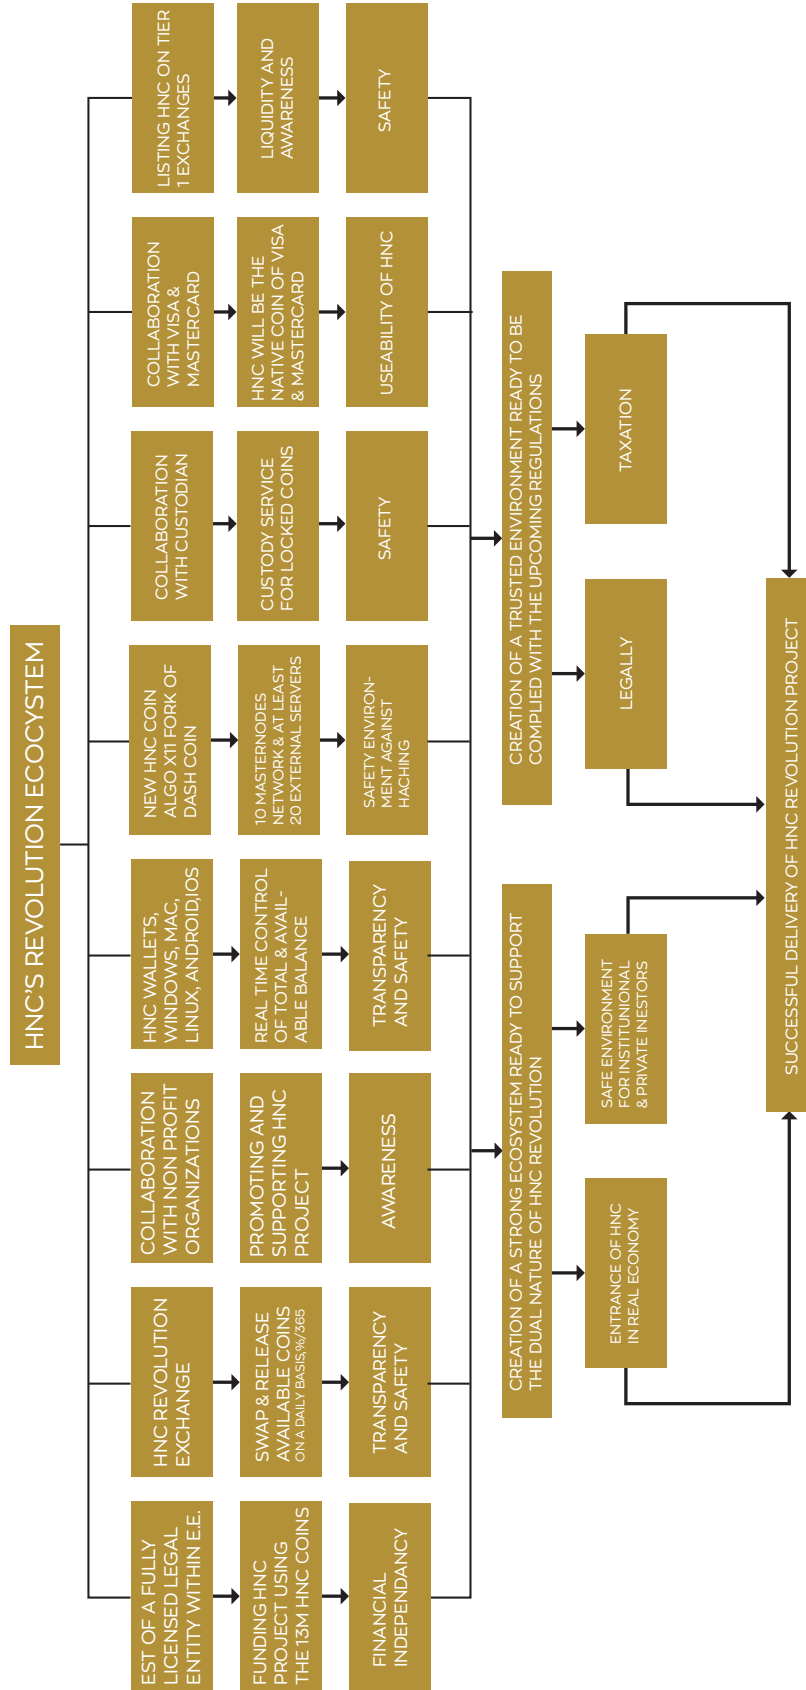 HNC'S REVOLUTION ECOCYSTEM
EST OF A FULLY
LICENSED LEGAL
ENTITY WITHIN E.E.
HNC REVOLUTION
EXCHANGE
COLLABORATION
WITH NON PROFIT
ORGANIZATIONS
HNC WALLETS,
WINDOWS, MAC,
LINUX, ANDROID,IOS
NEW HNC COIN
ALGO X11 FORK OF
DASH COIN
COLLABORATION
WITH CUSTODIAN
COLLABORATION
WITH VISA &
MASTERCARD
LISTING HNC ON TIER
1 EXCHANGES
FUNDING HNC
PROJECT USING
THE 13M HNC COINS
SWAP & RELEASE
AVAILABLE COINS
ON A DAILY BASIS,%/365
PROMOTING AND
SUPPORTING HNC
PROJECT
REAL TIME CONTROL
OF TOTAL & AVAIL-
ABLE BALANCE
10 MASTERNODES
NETWORK & AT LEAST
20 EXTERNAL SERVERS
CUSTODY SERVICE
FOR LOCKED COINS
HNC WILL BE THE
NATIVE COIN OF VISA
& MASTERCARD
LIQUIDITY AND
AWARENESS
FINANCIAL
INDEPENDANCY
TRANSPARENCY
AND SAFETY
AWARENESS
TRANSPARENCY
AND SAFETY
SAFETY ENVIRON-
MENT AGAINST
HACHING
SAFETY
USEABILITY OF HNC
SAFETY
CREATION OF A STRONG ECOSYSTEM READY TO SUPPORT
THE DUAL NATURE OF HNC REVOLUTION
CREATION OF A TRUSTED ENVIRONMENT READY TO BE
COMPLIED WITH THE UPCOMING REGULATIONS
ENTRANCE OF HNC
IN REAL ECONOMY
SAFE ENVIRONMENT
FOR INSTITUNIONAL
& PRIVATE INESTORS
LEGALLY
TAXATION
SUCCESSFUL DELIVERY OF HNC REVOLUTION PROJECT